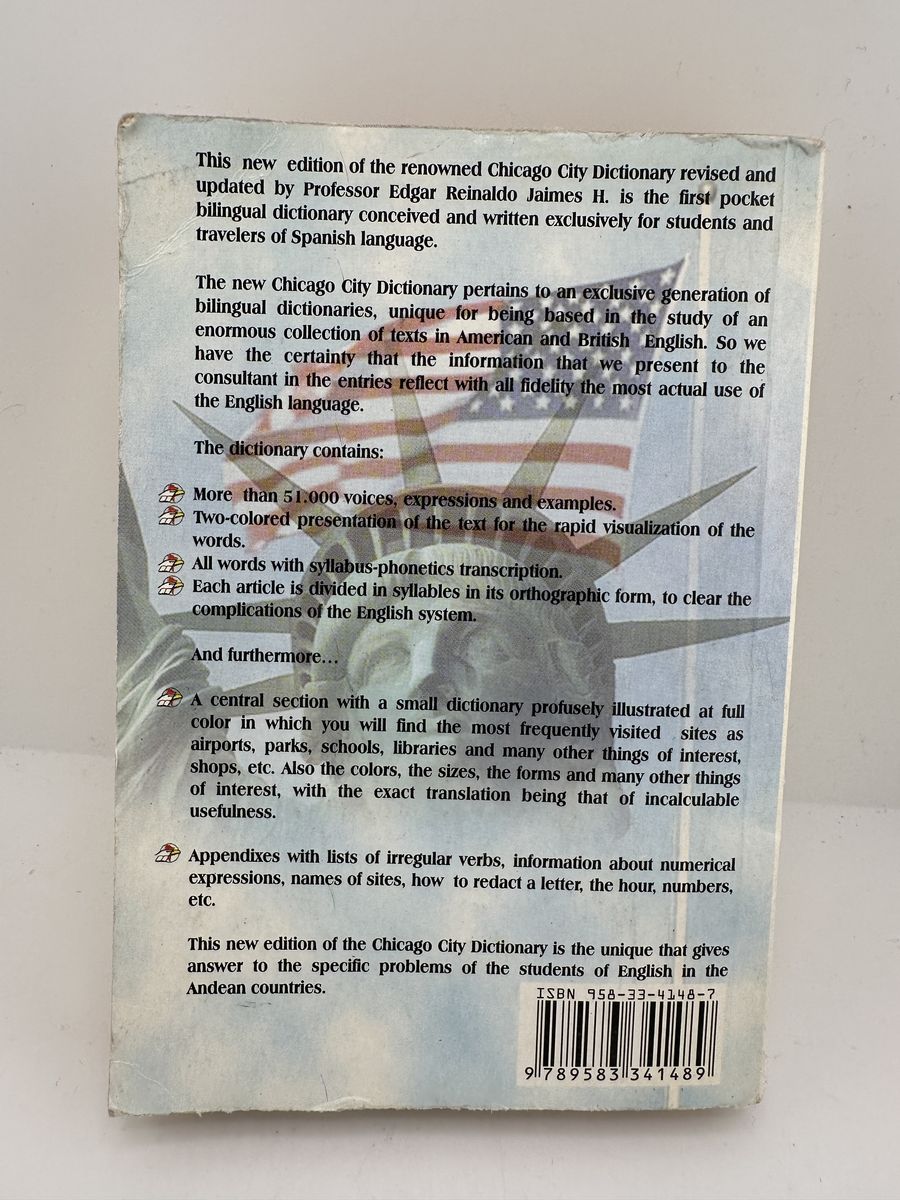 This new edition of the renowned Chicago City Dictionary revised and
updated by Professor Edgar Reinaldo Jaimes H. is the first pocket
bilingual dictionary conceived and written exclusively for students and
travelers of Spanish language.
The new Chicago City Dictionary pertains to an exclusive generation of
bilingual dictionaries, unique for being based in the study of an
enormous collection of texts in American and British English. So we
have the certainty that the information that we present to the
consultant in the entries reflect with all fidelity the most actual use of
the English language.
The dictionary contains:
More than 51.000 voices, expressions and examples.
Two-colored presentation of the text for the rapid visualization of the
words.
All words with syllabus-phonetics transcription.
Each article is divided in syllables in its orthographic form, to clear the
complications of the English system.
And furthermore...
A central section with a small dictionary profusely illustrated at full
color in which you will find the most frequently visited sites as
airports, parks, schools, libraries and many other things of interest,
shops, etc. Also the colors, the sizes, the forms and many other things
of interest, with the exact translation being that of incalculable
usefulness.
Appendixes with lists of irregular verbs, information about numerical
expressions, names of sites, how to redact a letter, the hour, numbers,
etc.
This new edition of the Chicago City Dictionary is the unique that gives
answer to the specific problems of the students of English in the
Andean countries.
ISBN 958-33-4148-7
9 789583 341489